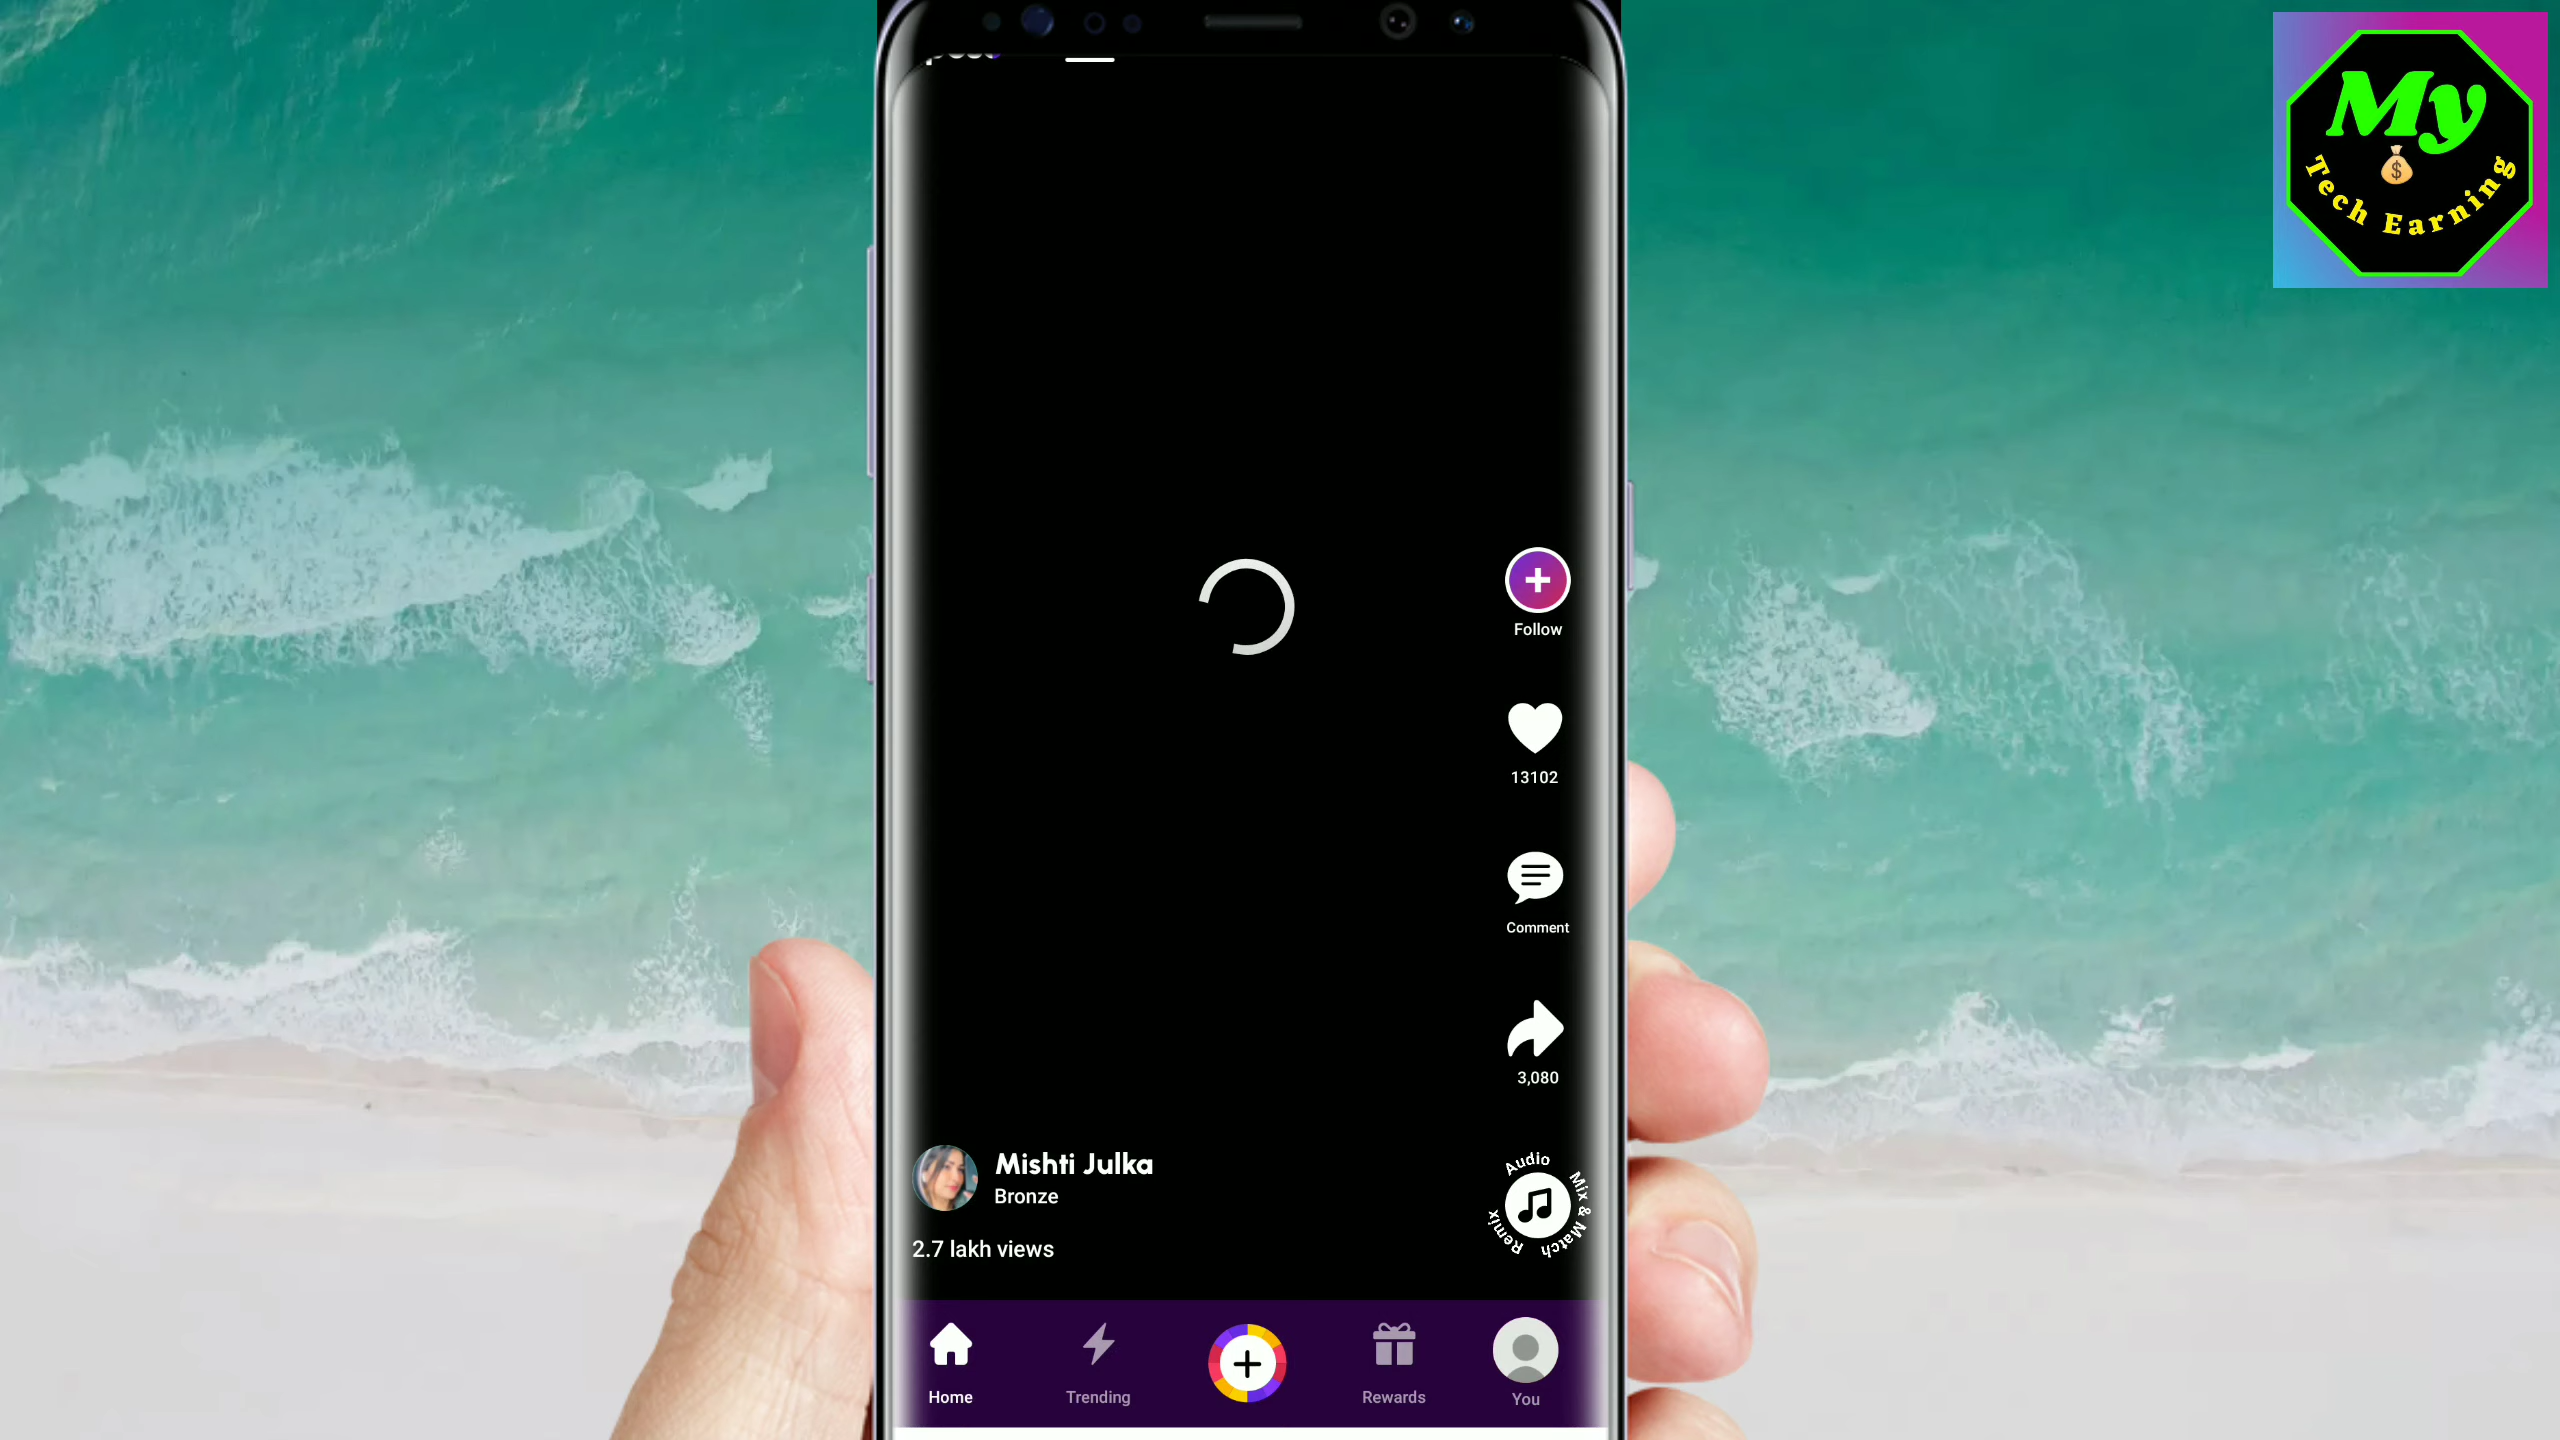 My
Tech Earning
Follow
13102
Comment
3,080
Mishti Julka
Bronze
2.7 lakh views
Audio
Mix & Match
Remix
Home
Trending
Rewards
You